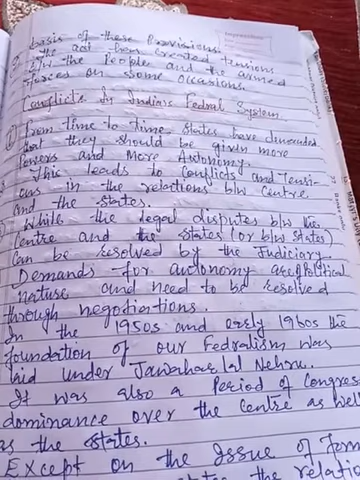 basis of these Provisions.
the act has created tensions
b/w the People and the armed
forces on some occasions.
Conflicts In India's Fedral System
① From time to time, States have demanded
that they should be given more
Powers and More Autonomy.
This leads to Conflicts and Tensi-
ons in the relations b/w Centre
and the States.
While the legal disputes b/w the
Centre and the States (or b/w States)
Can be resolved by the Judiciary.
Demands for autonomy are Political
nature and need to be resolved
through negotiations.
In the 1950s and early 1960s the
foundation of our Federalism was
laid under Jawahar lal Nehru.
It was also a Period of Congress
dominance over the Centre as well
as the States.
Except on the Issue of
the relatio